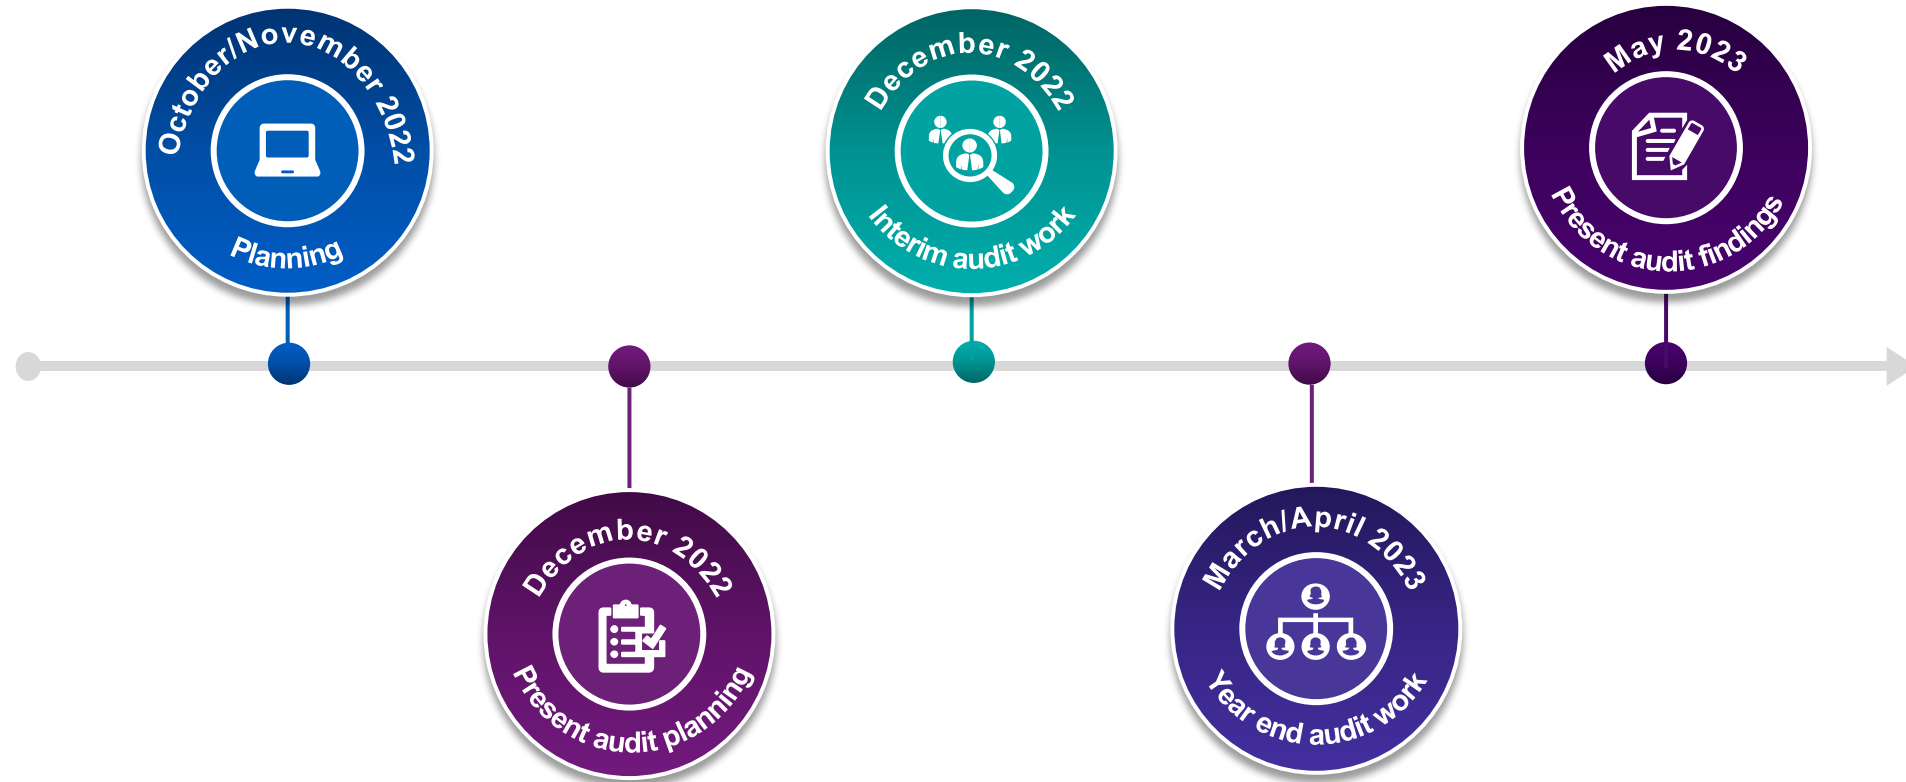 October/November 2022
Planning
December 2022
Present audit planning
December 2022
Interim audit work
March/April 2023
Year end audit work
May 2023
Present audit findings